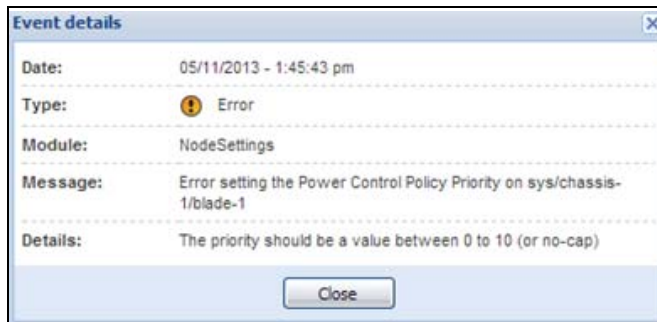 Event details
Date: 05/11/2013 - 1:45:43 pm
Type: Error
Module: NodeSettings
Message: Error setting the Power Control Policy Priority on sys/chassis-
1/blade-1
Details: The priority should be a value between 0 to 10 (or no-cap)
Close